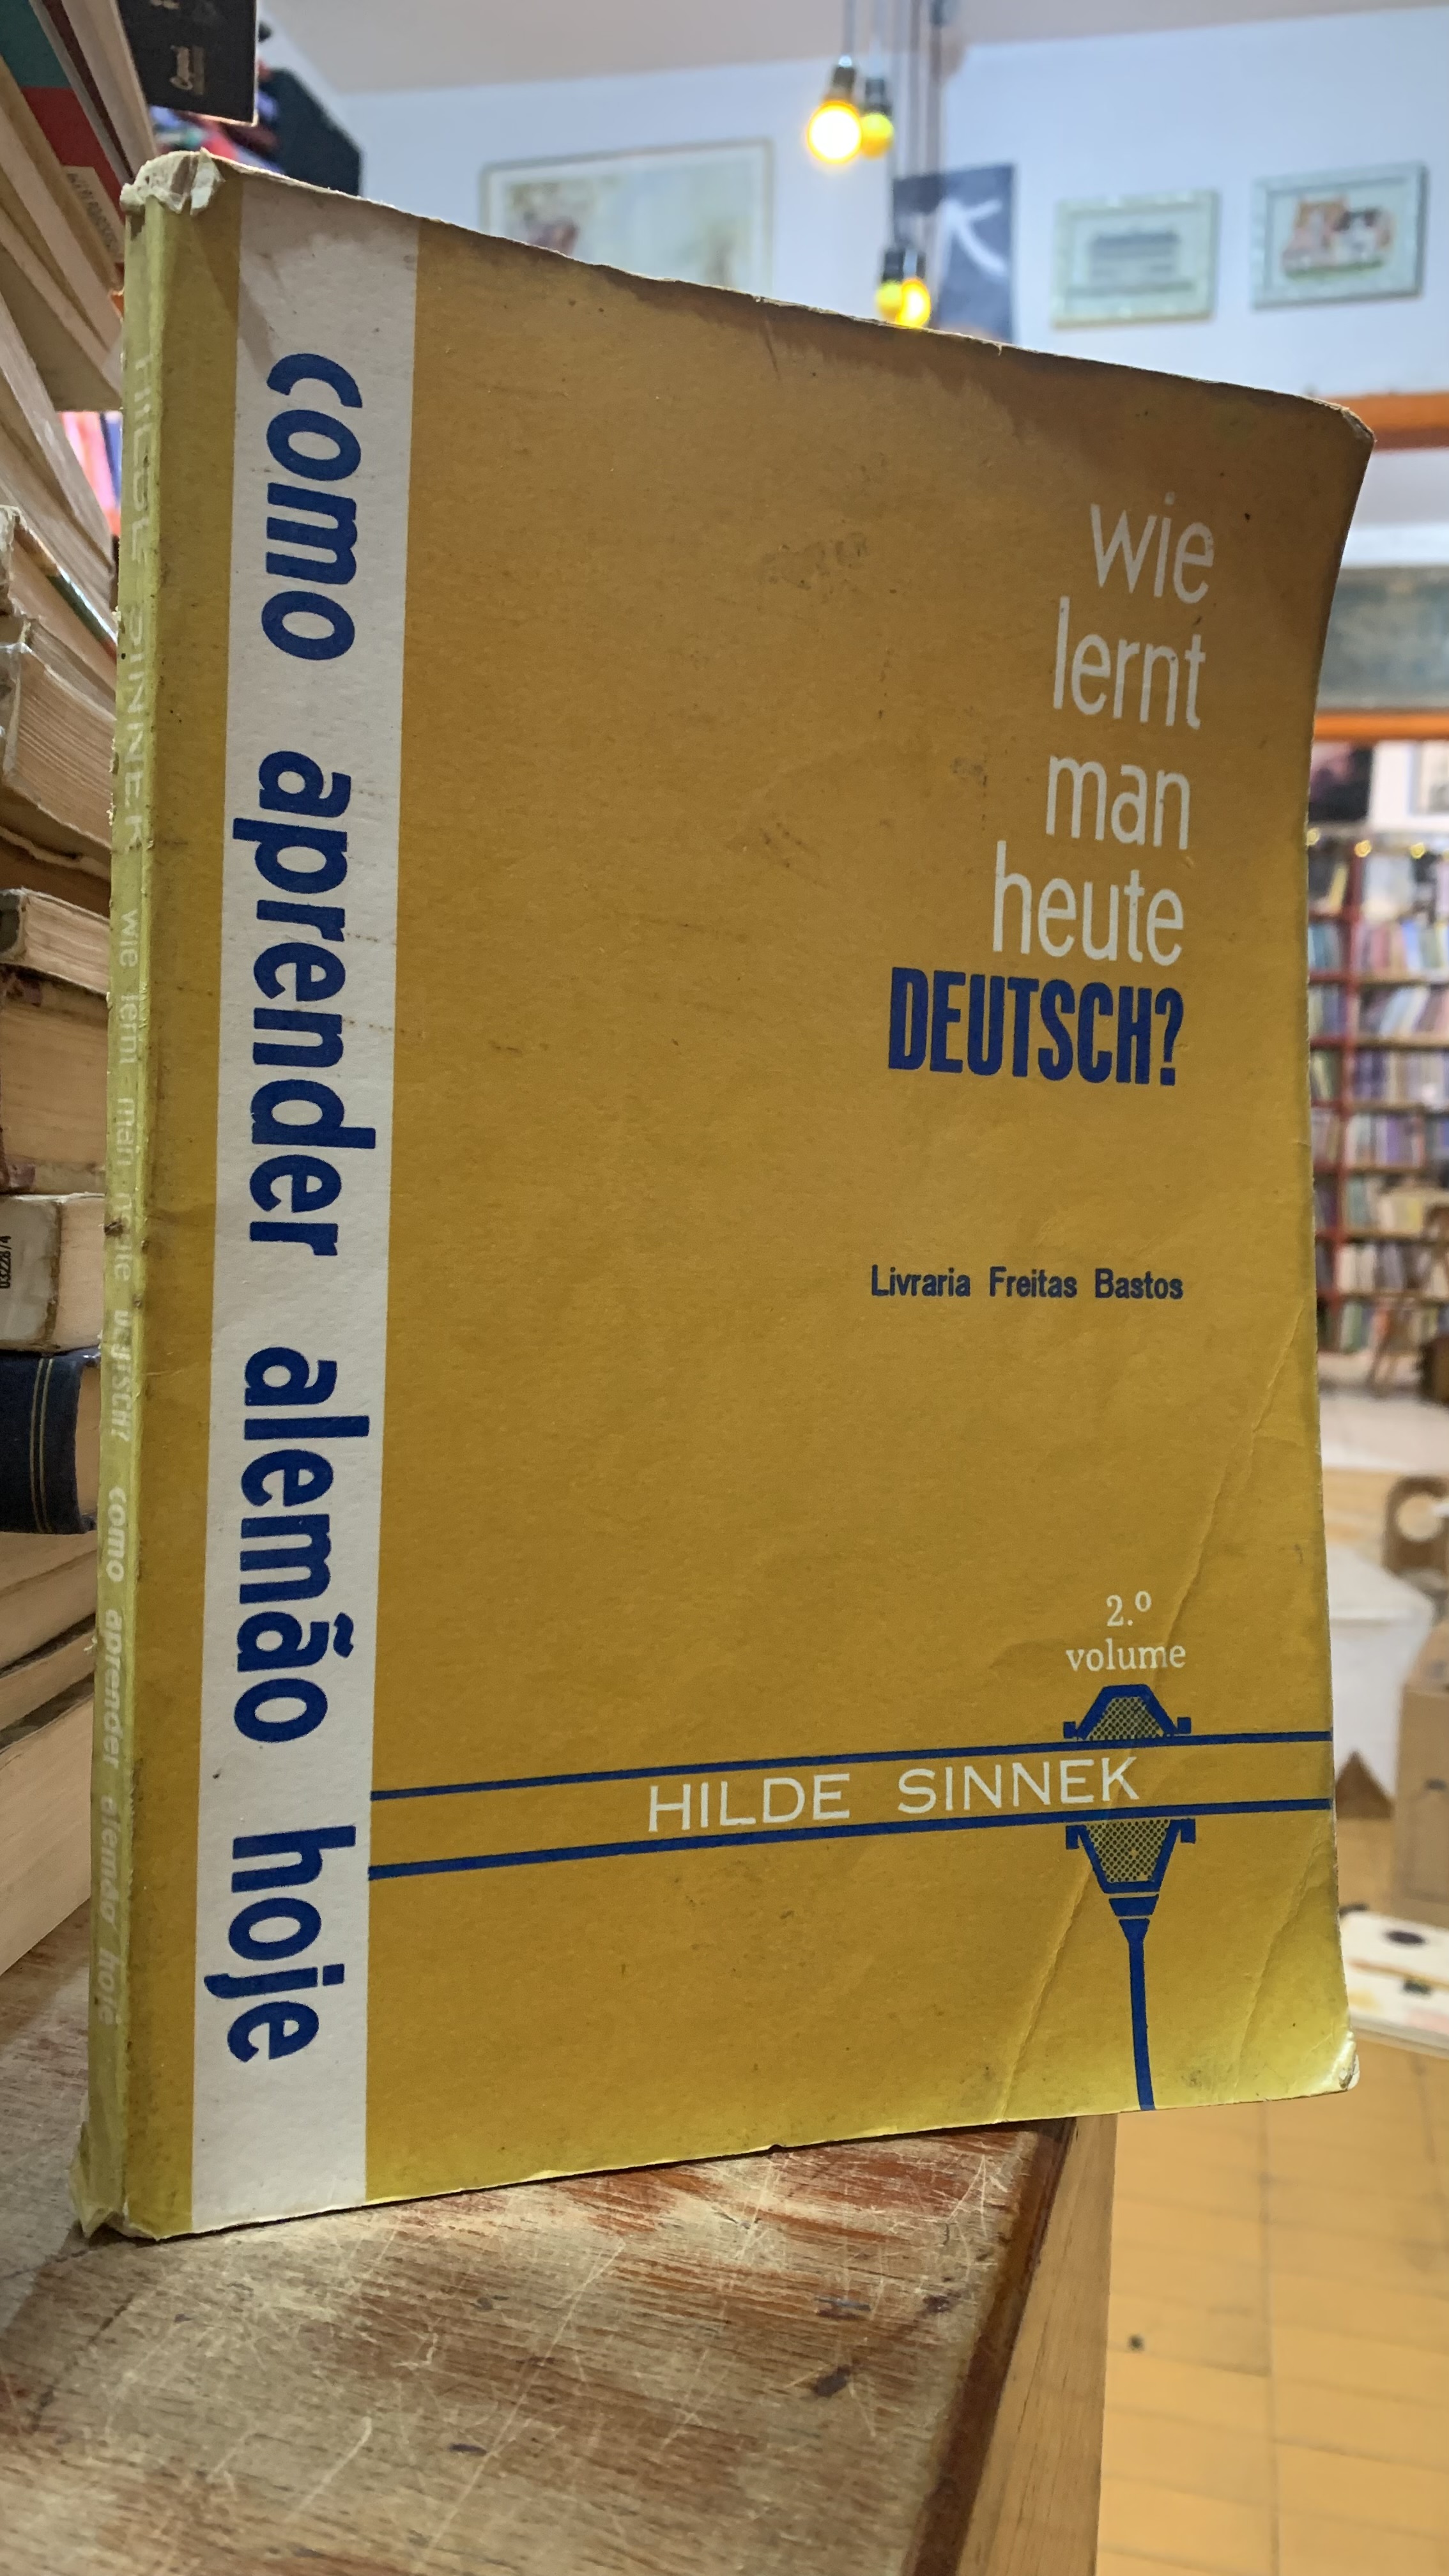 como aprender alemão hoje
wie
lernt
man
heute
DEUTSCH?
Livraria Freitas Bastos
2.º
volume
HILDE SINNEK
HILDE SINNEK wie lernt man heute DEUTSCH? como aprender alemão hoje